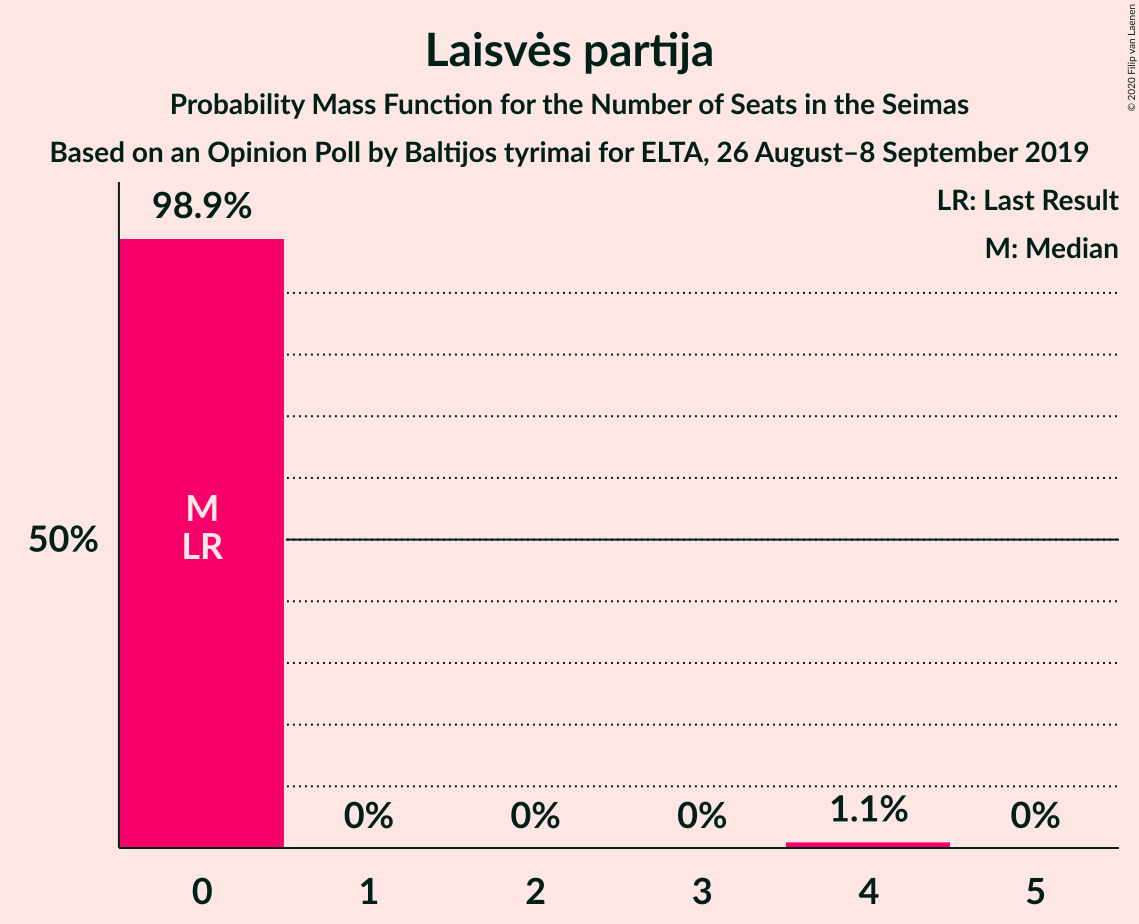 Laisvės partija
Probability Mass Function for the Number of Seats in the Seimas
Based on an Opinion Poll by Baltijos tyrimai for ELTA, 26 August–8 September 2019
© 2020 Filip van Laenen
LR: Last Result
M: Median
98.9%
M
LR
50%
0%
0%
0%
1.1%
0%
0
1
2
3
4
5